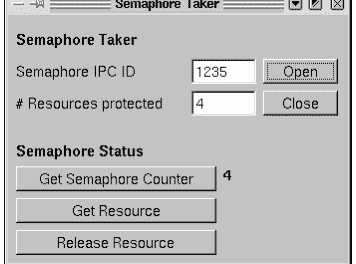 Semaphore Taker
Semaphore Taker
Semaphore IPC ID 1235 Open
# Resources protected 4 Close
Semaphore Status
Get Semaphore Counter 4
Get Resource
Release Resource